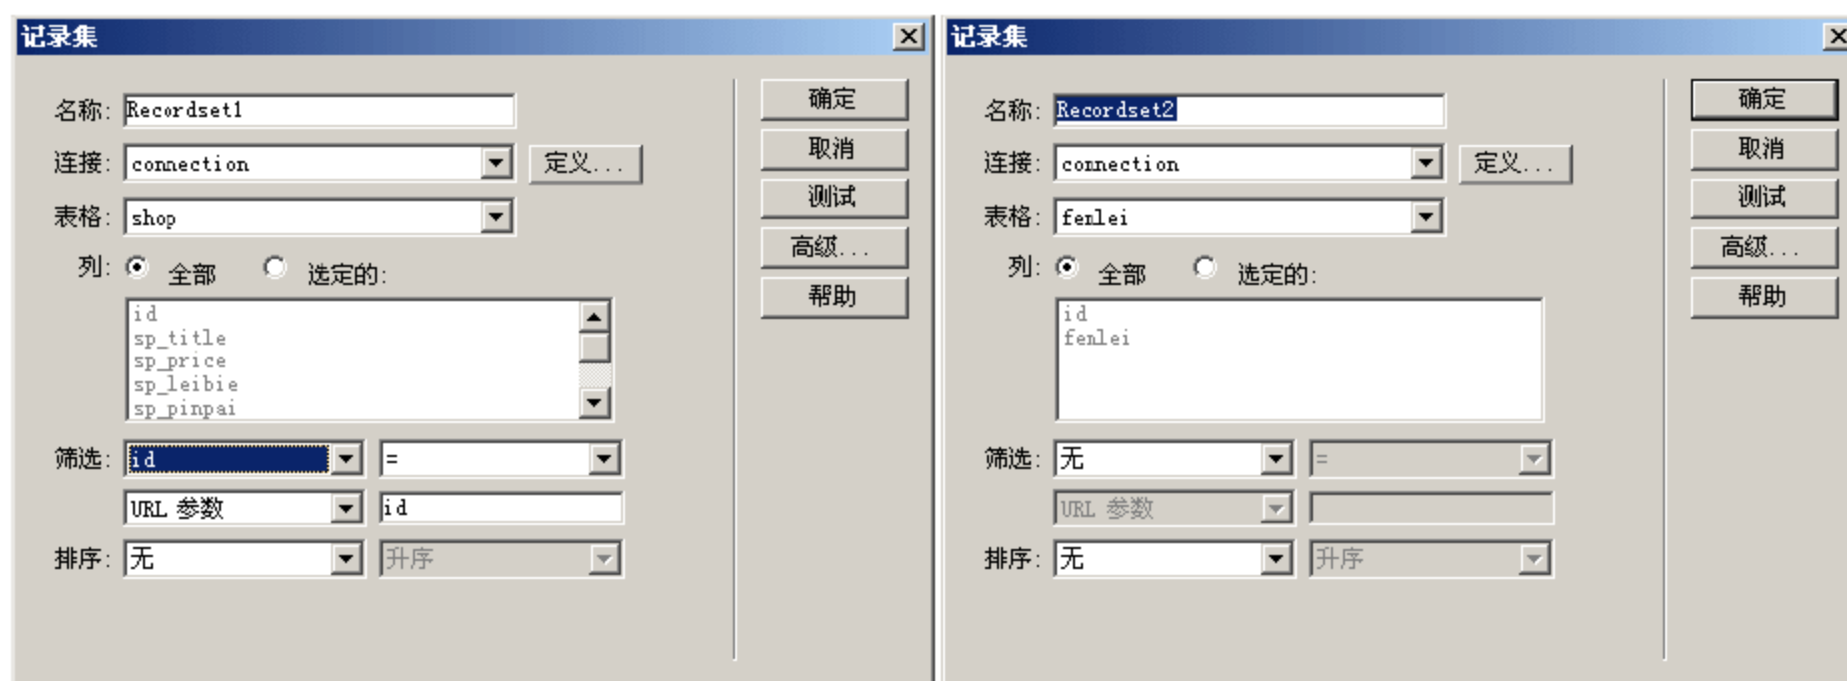 记录集
名称: Recordset1
确定
连接: connection
定义...
取消
表格: shop
测试
列: 全部 选定的:
高级...
id
sp_title
sp_price
sp_leibie
sp_pinpai
帮助
筛选: id =
URL 参数 id
排序: 无 升序
记录集
名称: Recordset2
确定
连接: connection
定义...
取消
表格: fenlei
测试
列: 全部 选定的:
高级...
id
fenlei
帮助
筛选: 无 =
URL 参数
排序: 无 升序